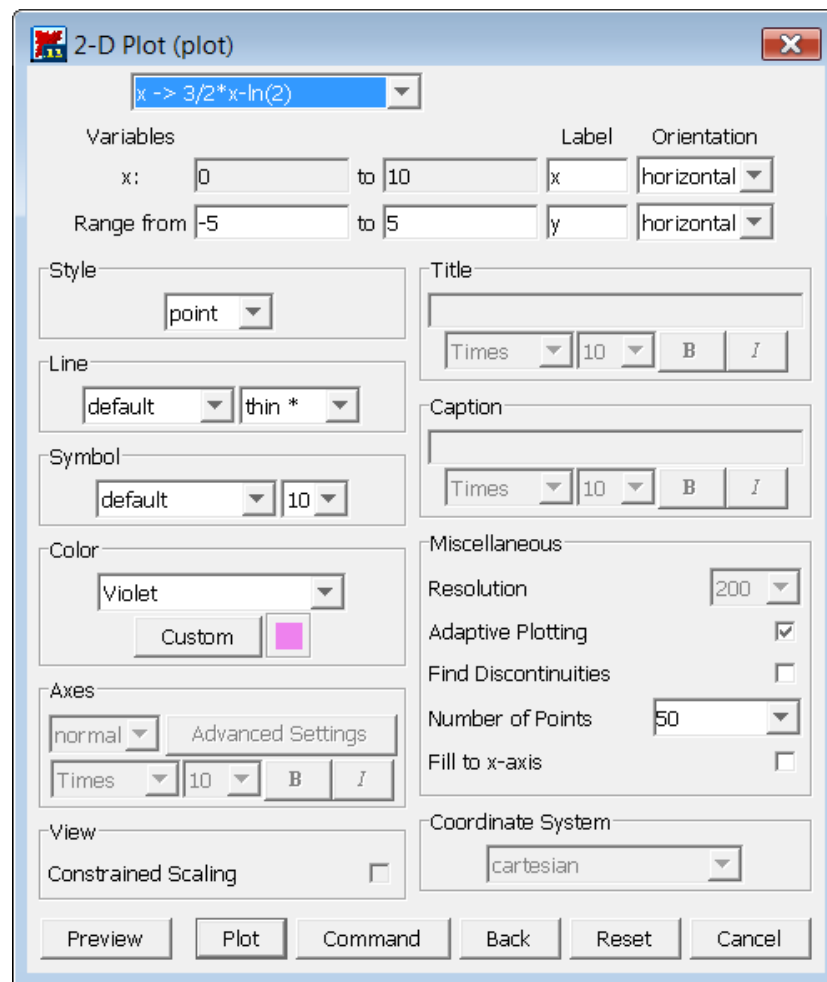 2-D Plot (plot)
x -> 3/2*x-ln(2)
Variables Label Orientation
x: 0 to 10 x horizontal
Range from -5 to 5 y horizontal
Style
point
Line
default thin *
Symbol
default 10
Color
Violet
Custom
Axes
normal Advanced Settings
Times 10 B I
View
Constrained Scaling
Title
Times 10 B I
Caption
Times 10 B I
Miscellaneous
Resolution 200
Adaptive Plotting
Find Discontinuities
Number of Points 50
Fill to x-axis
Coordinate System
cartesian
Preview Plot Command Back Reset Cancel